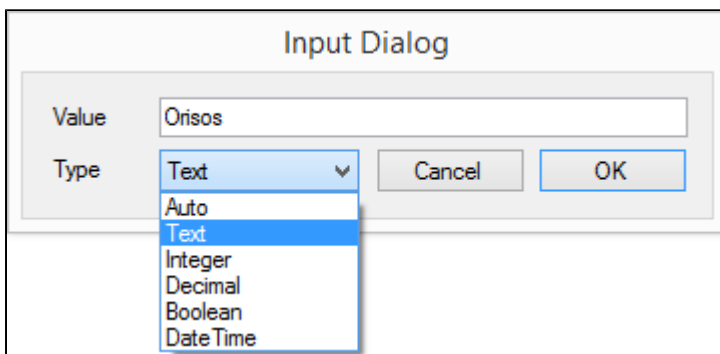 Input Dialog
Value Orisos
Type Text Cancel OK
Auto
Text
Integer
Decimal
Boolean
DateTime